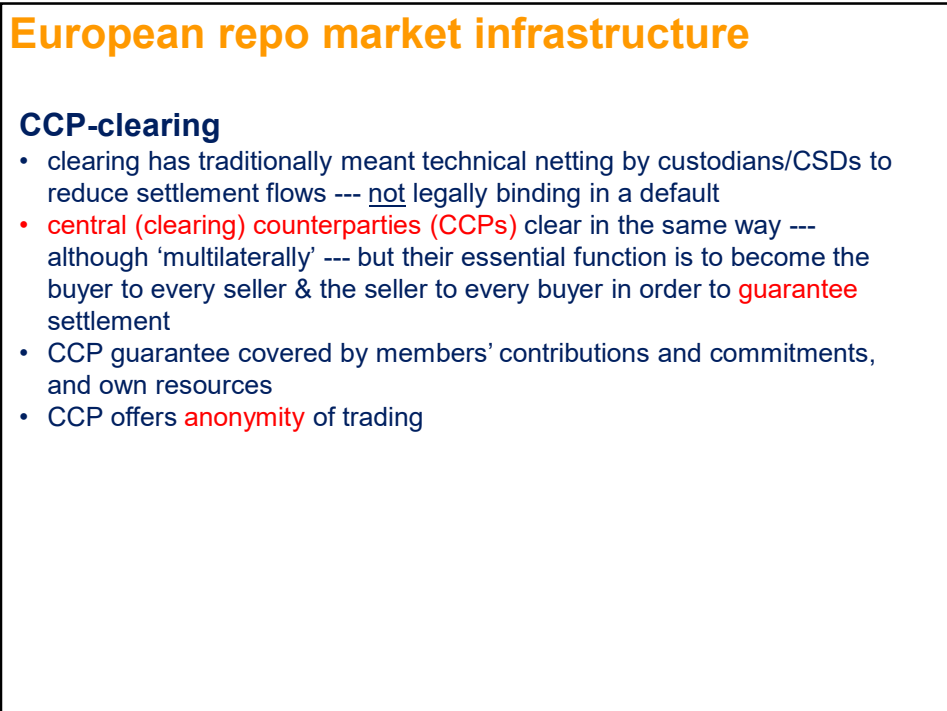 European repo market infrastructure
CCP-clearing
• clearing has traditionally meant technical netting by custodians/CSDs to
reduce settlement flows --- not legally binding in a default
• central (clearing) counterparties (CCPs) clear in the same way ---
although ‘multilaterally’ --- but their essential function is to become the
buyer to every seller & the seller to every buyer in order to guarantee
settlement
• CCP guarantee covered by members’ contributions and commitments,
and own resources
• CCP offers anonymity of trading